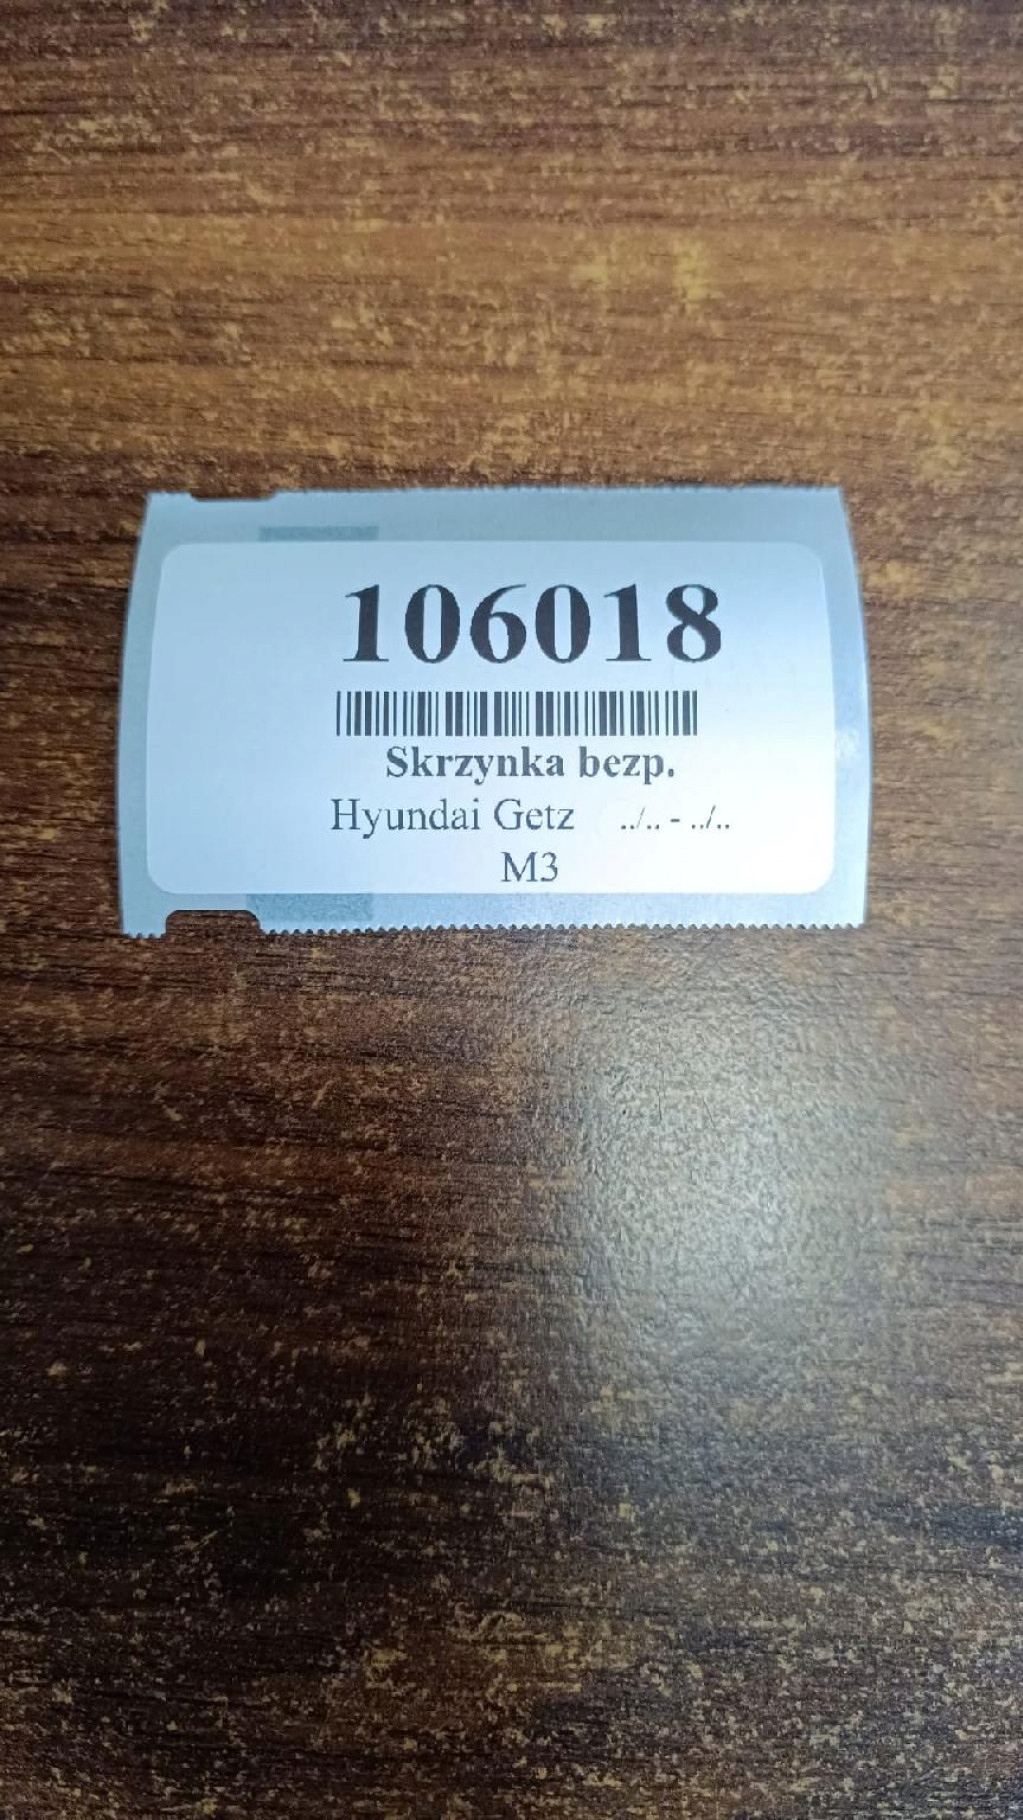 106018
Skrzynka bezp.
Hyundai Getz ../.. - ../..
M3